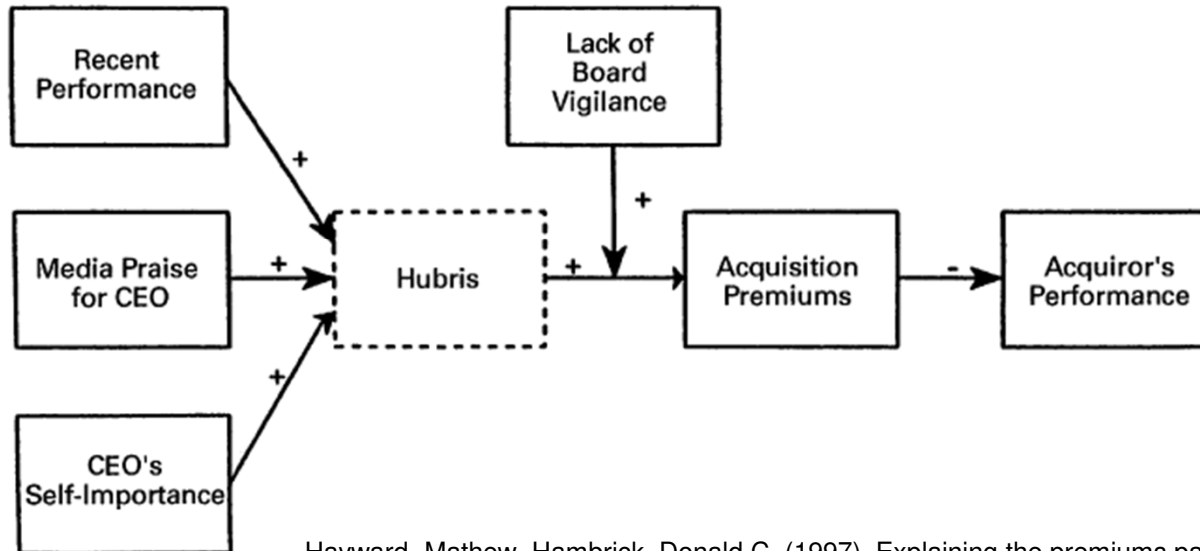 Recent
Performance
Lack of
Board
Vigilance
+
+
Media Praise
for CEO
+
Hubris
+
Acquisition
Premiums
-
Acquiror's
Performance
+
CEO's
Self-Importance
Hayward, Mathew, Hambrick, Donald C. (1997). Explaining the premiums